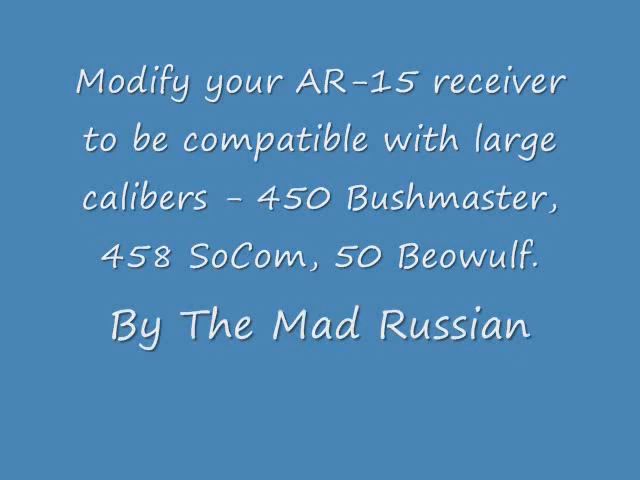 Modify your AR-15 receiver
to be compatible with large
calibers - 450 Bushmaster,
458 SoCom, 50 Beowulf.
By The Mad Russian